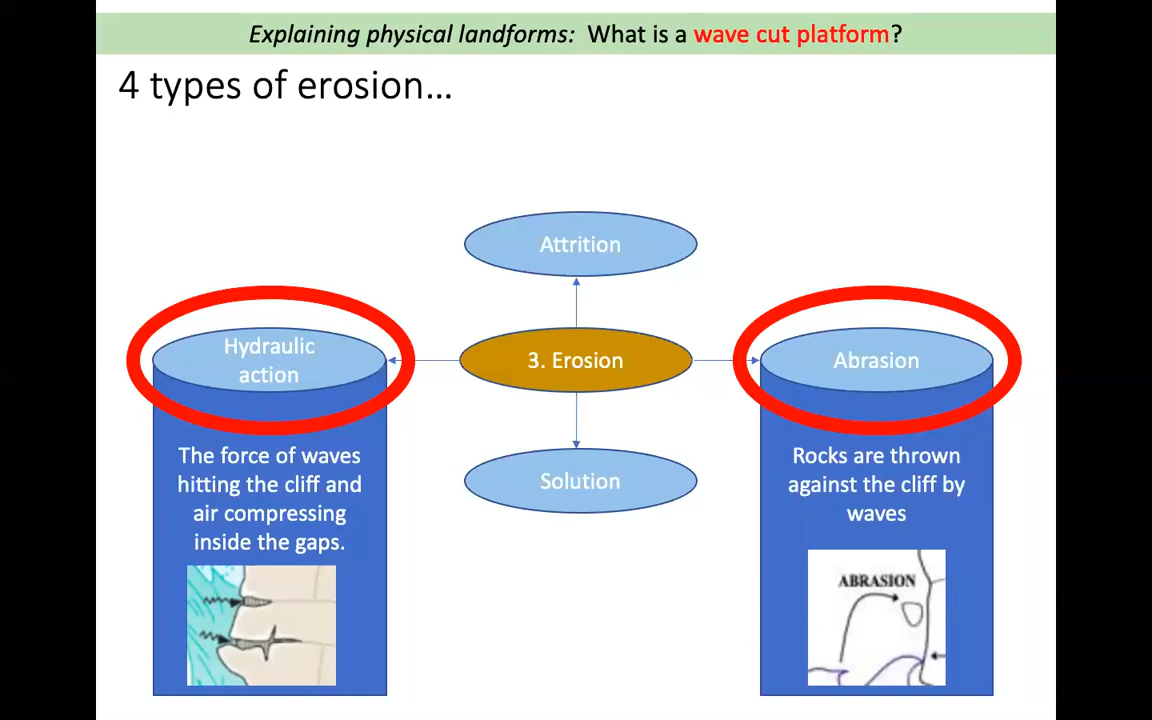 Explaining physical landforms: What is a wave cut platform?
4 types of erosion...
Attrition
Hydraulic
action
3. Erosion
Abrasion
Solution
The force of waves
hitting the cliff and
air compressing
inside the gaps.
Rocks are thrown
against the cliff by
waves
ABRASION